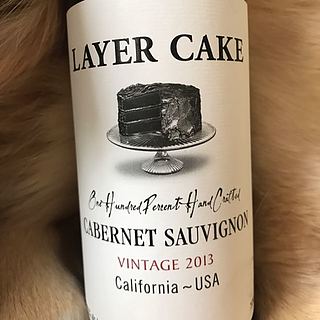 LAYER CAKE
One Hundred Percent Hand Crafted
CABERNET SAUVIGNON
VINTAGE 2013
California ~ USA